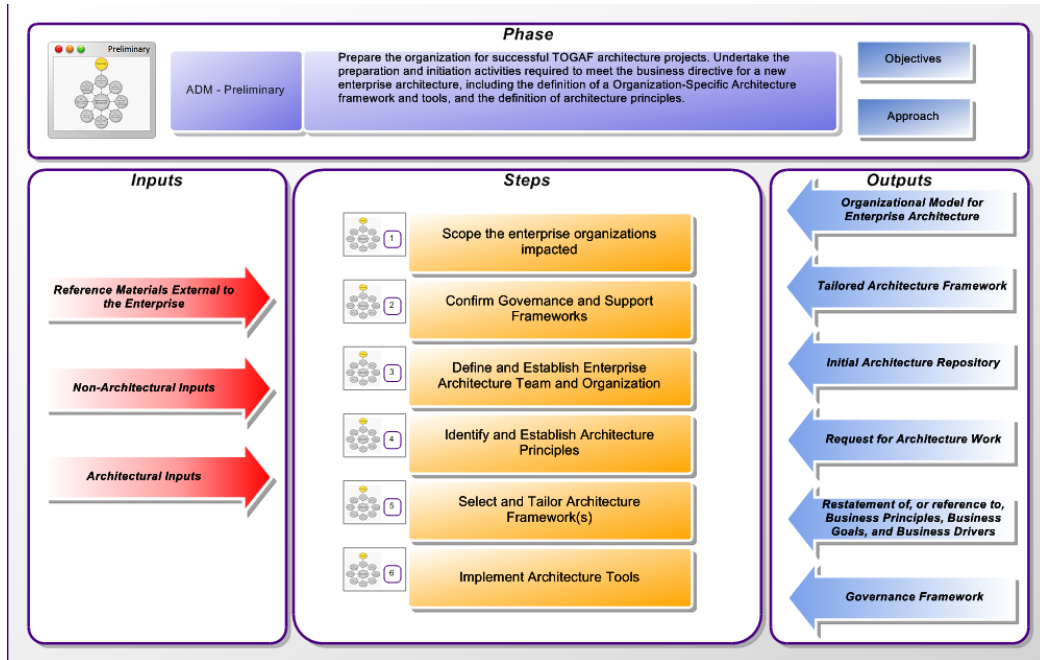 Phase
Preliminary
ADM - Preliminary
Prepare the organization for successful TOGAF architecture projects. Undertake the
preparation and initiation activities required to meet the business directive for a new
enterprise architecture, including the definition of a Organization-Specific Architecture
framework and tools, and the definition of architecture principles.
Objectives
Approach
Inputs
Reference Materials External to
the Enterprise
Non-Architectural Inputs
Architectural Inputs
Steps
1
Scope the enterprise organizations
impacted
2
Confirm Governance and Support
Frameworks
3
Define and Establish Enterprise
Architecture Team and Organization
4
Identify and Establish Architecture
Principles
5
Select and Tailor Architecture
Framework(s)
6
Implement Architecture Tools
Outputs
Organizational Model for
Enterprise Architecture
Tailored Architecture Framework
Initial Architecture Repository
Request for Architecture Work
Restatement of, or reference to,
Business Principles, Business
Goals, and Business Drivers
Governance Framework